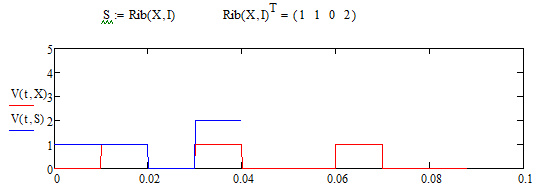 S := Rib(X,I)    Rib(X,I)ᵀ = (1 1 0 2)
5
4
V(t,X) 3
2
V(t,S)
1
0
0 0.02 0.04 0.06 0.08 0.1